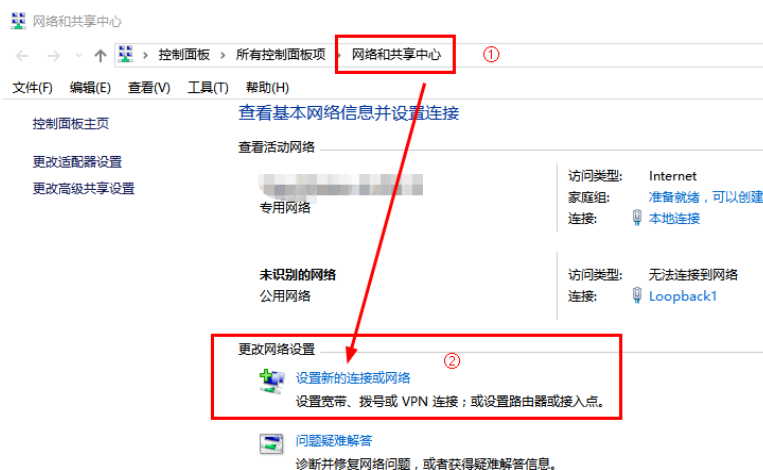 网络和共享中心
控制面板 › 所有控制面板项 › 网络和共享中心 ①
文件(F) 编辑(E) 查看(V) 工具(T) 帮助(H)
控制面板主页
更改适配器设置
更改高级共享设置
查看基本网络信息并设置连接
查看活动网络
专用网络
访问类型: Internet
家庭组: 准备就绪，可以创建
连接: 本地连接
未识别的网络
公用网络
访问类型: 无法连接到网络
连接: Loopback1
更改网络设置
②
设置新的连接或网络
设置宽带、拨号或 VPN 连接；或设置路由器或接入点。
问题疑难解答
诊断并修复网络问题，或者获得疑难解答信息。